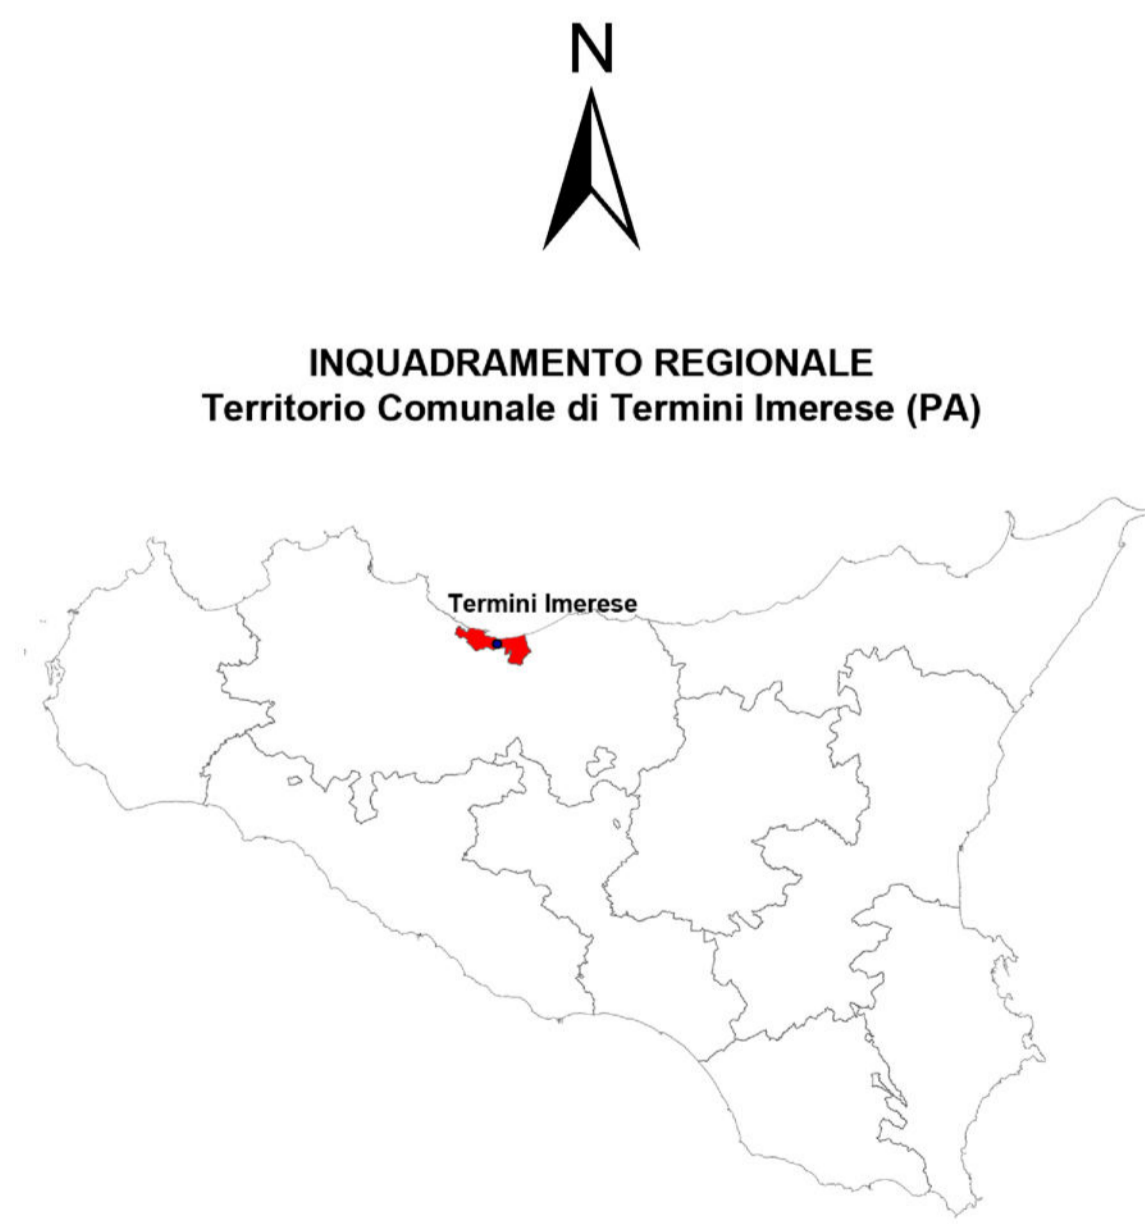 N
INQUADRAMENTO REGIONALE
Territorio Comunale di Termini Imerese (PA)
Termini Imerese